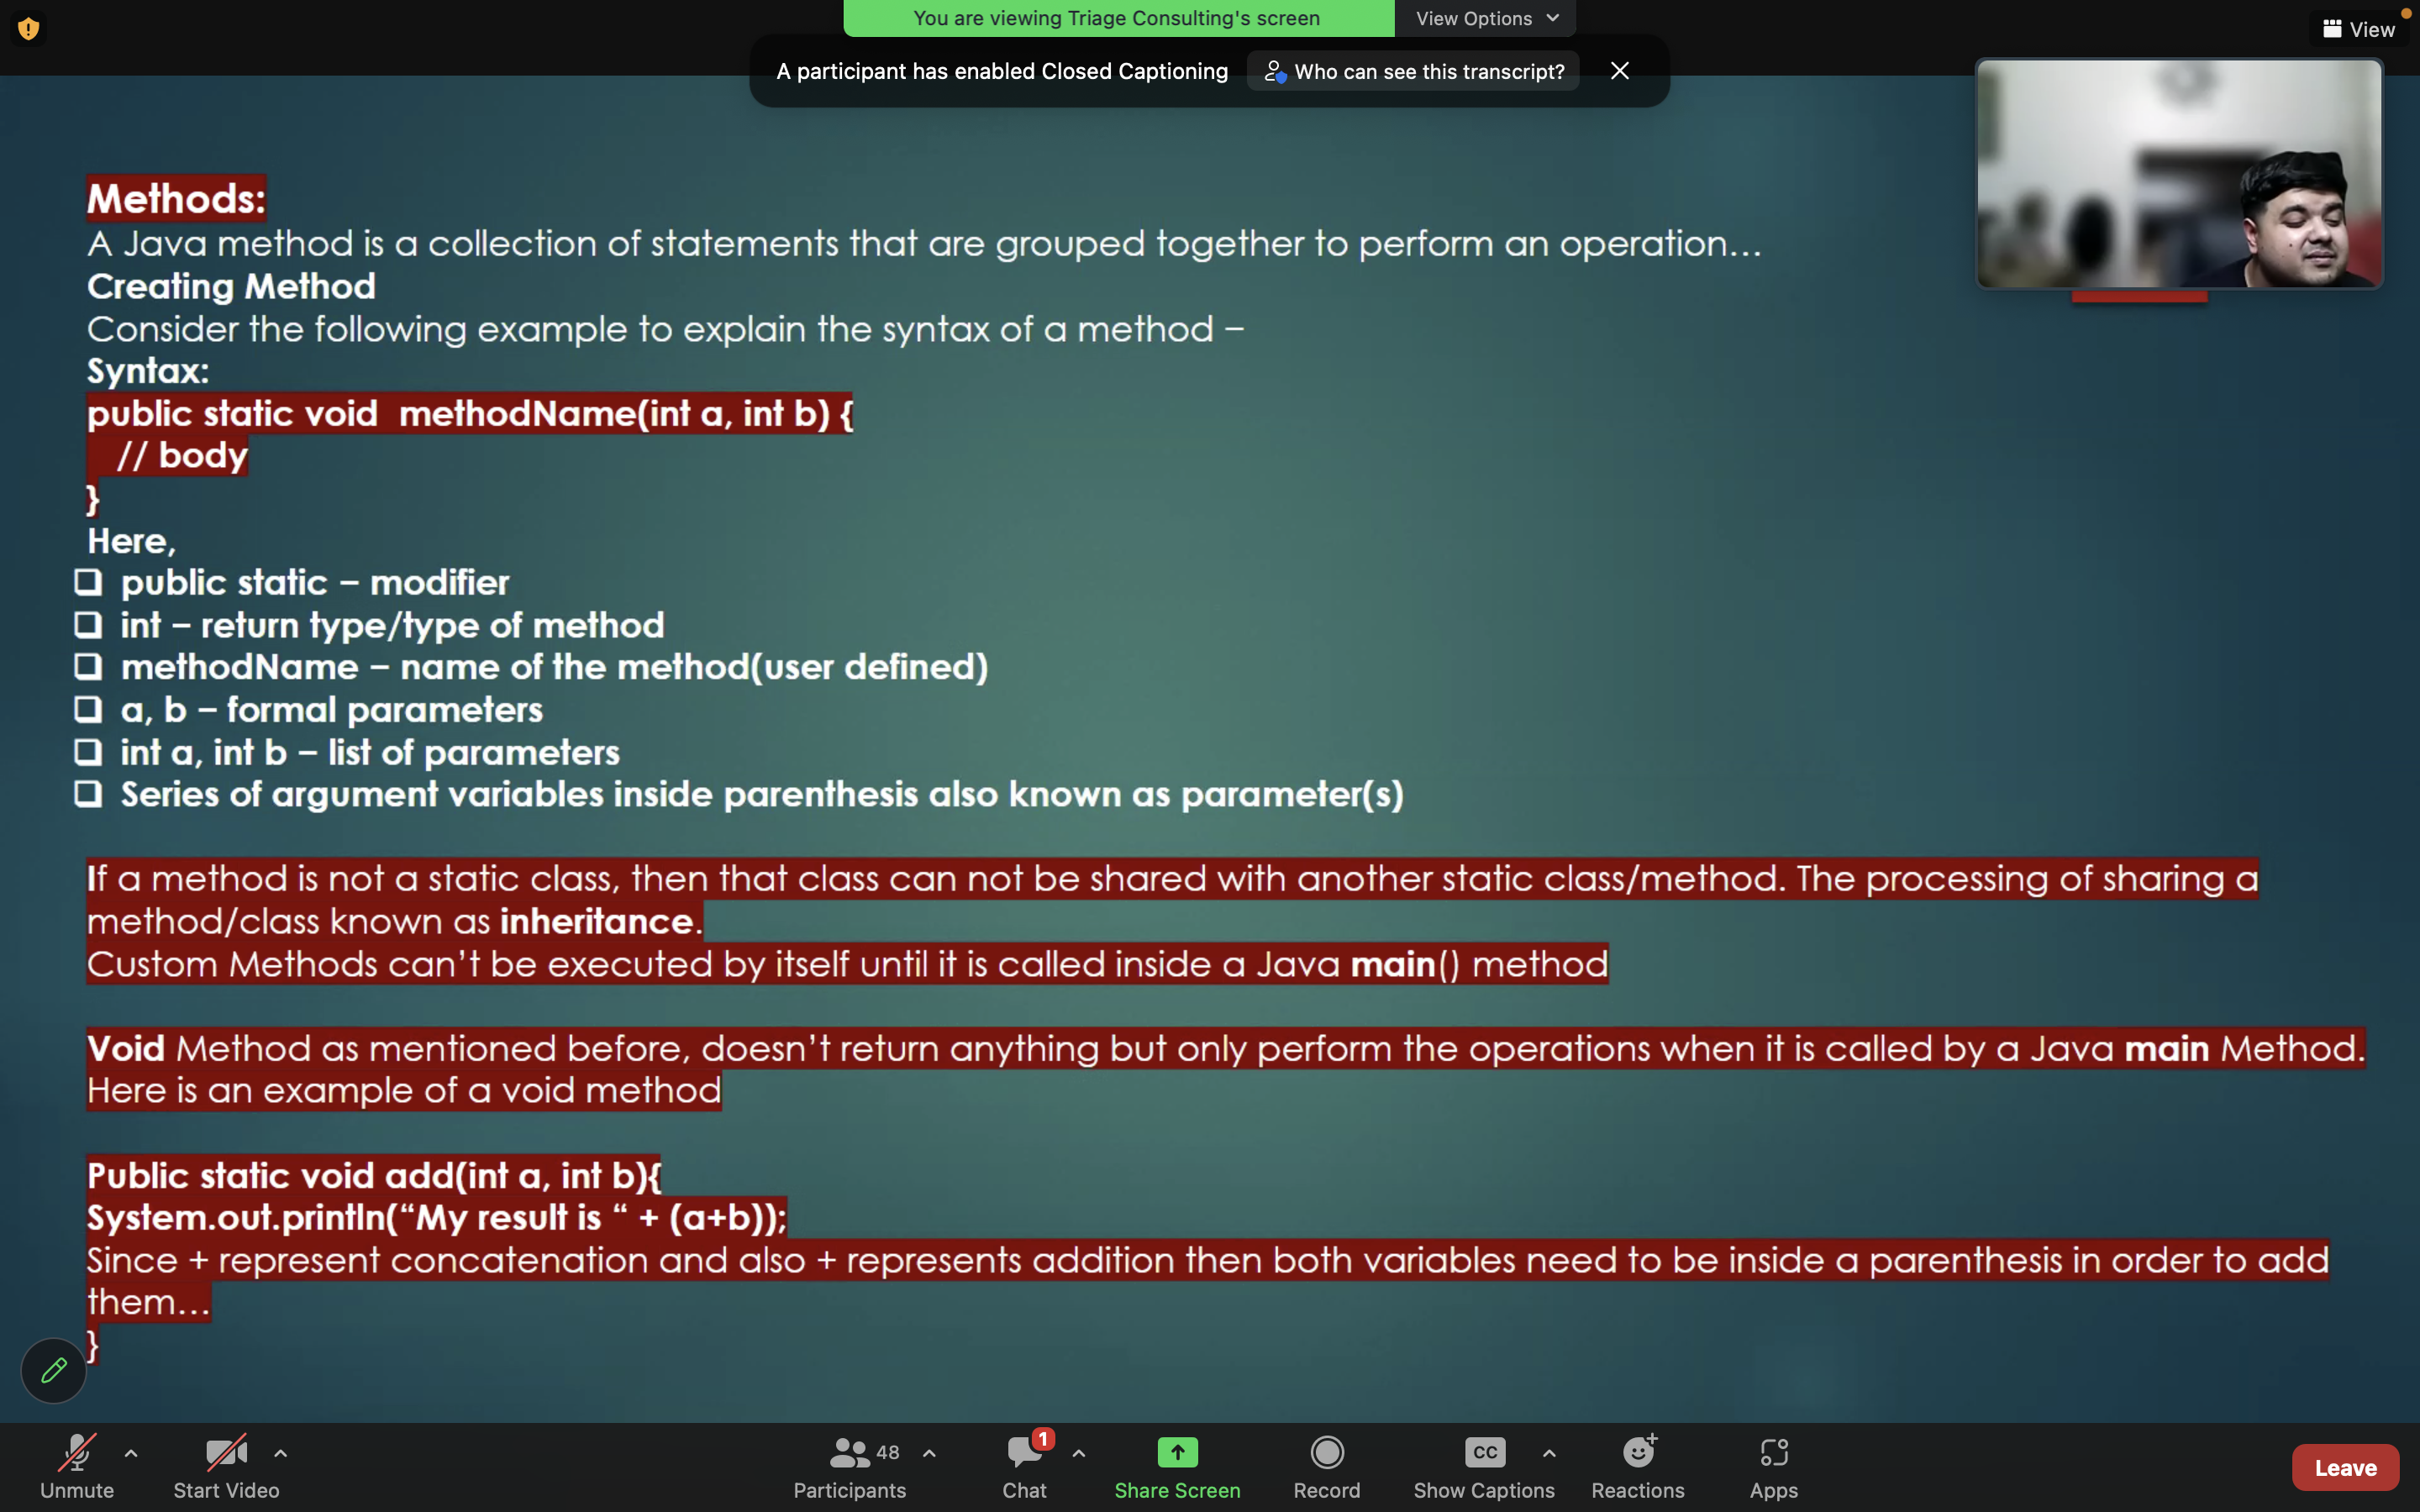 You are viewing Triage Consulting's screen
View Options
View
A participant has enabled Closed Captioning
Who can see this transcript?
Methods:
A Java method is a collection of statements that are grouped together to perform an operation…
Creating Method
Consider the following example to explain the syntax of a method –
Syntax:
public static void  methodName(int a, int b) {
// body
}
Here,
❑ public static – modifier
❑ int – return type/type of method
❑ methodName – name of the method(user defined)
❑ a, b – formal parameters
❑ int a, int b – list of parameters
❑ Series of argument variables inside parenthesis also known as parameter(s)
If a method is not a static class, then that class can not be shared with another static class/method. The processing of sharing a
method/class known as inheritance.
Custom Methods can't be executed by itself until it is called inside a Java main() method
Void Method as mentioned before, doesn't return anything but only perform the operations when it is called by a Java main Method.
Here is an example of a void method
Public static void add(int a, int b){
System.out.println(“My result is “ + (a+b));
Since + represent concatenation and also + represents addition then both variables need to be inside a parenthesis in order to add
them…
}
Unmute
Start Video
48
Participants
1
Chat
Share Screen
Record
CC
Show Captions
Reactions
Apps
Leave